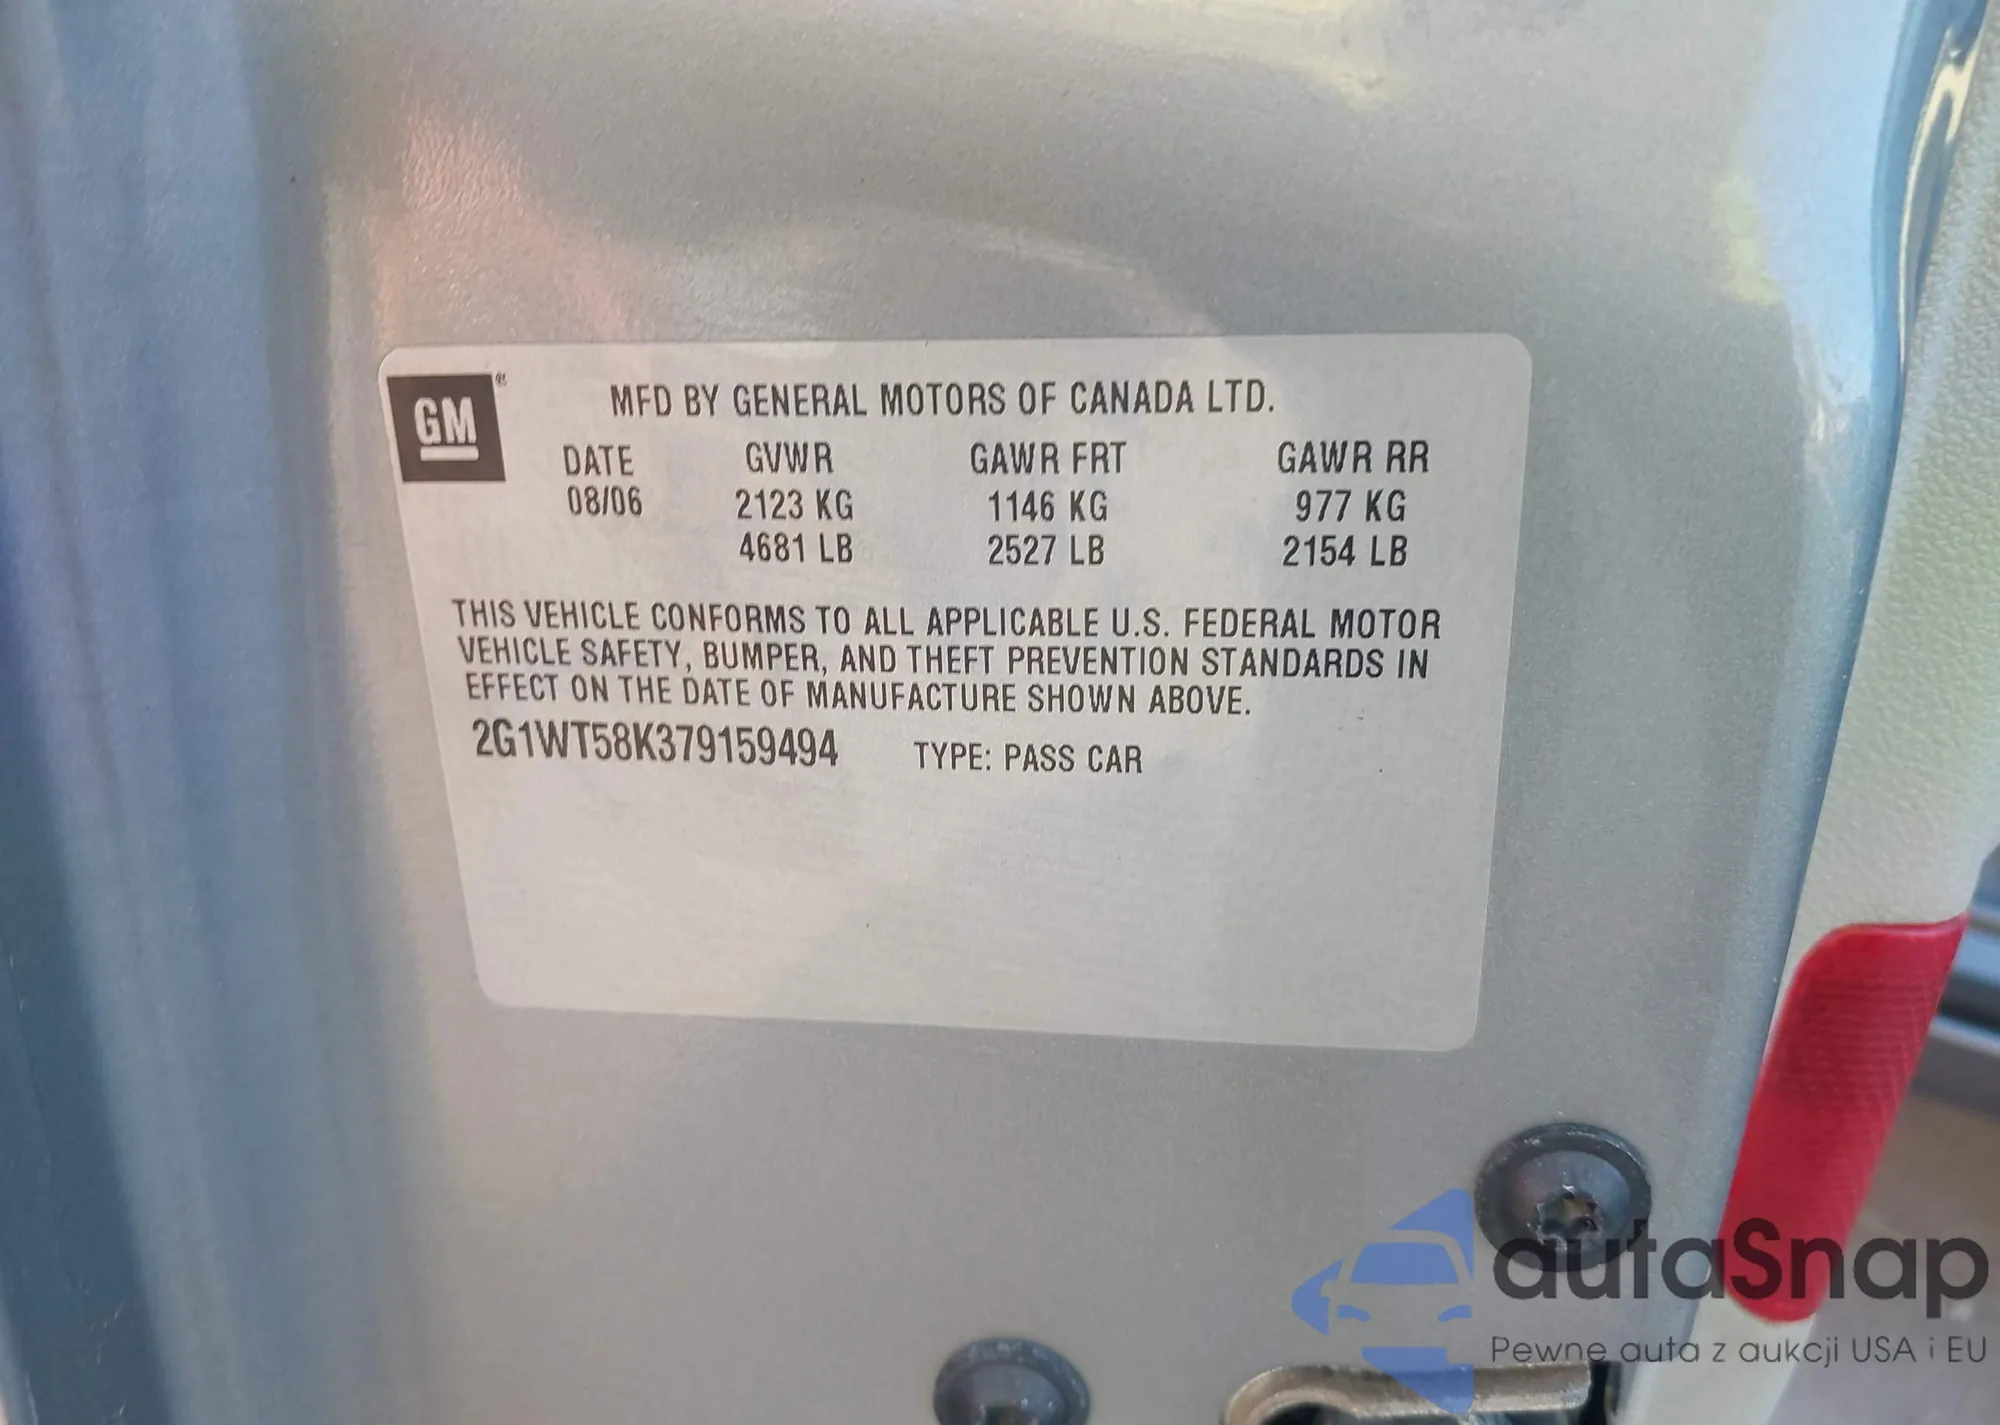 GM®
MFD BY GENERAL MOTORS OF CANADA LTD.
DATE GVWR GAWR FRT GAWR RR
08/06 2123 KG 1146 KG 977 KG
4681 LB 2527 LB 2154 LB
THIS VEHICLE CONFORMS TO ALL APPLICABLE U.S. FEDERAL MOTOR
VEHICLE SAFETY, BUMPER, AND THEFT PREVENTION STANDARDS IN
EFFECT ON THE DATE OF MANUFACTURE SHOWN ABOVE.
2G1WT58K379159494 TYPE: PASS CAR
autaSnap
Pewne auta z aukcji USA i EU